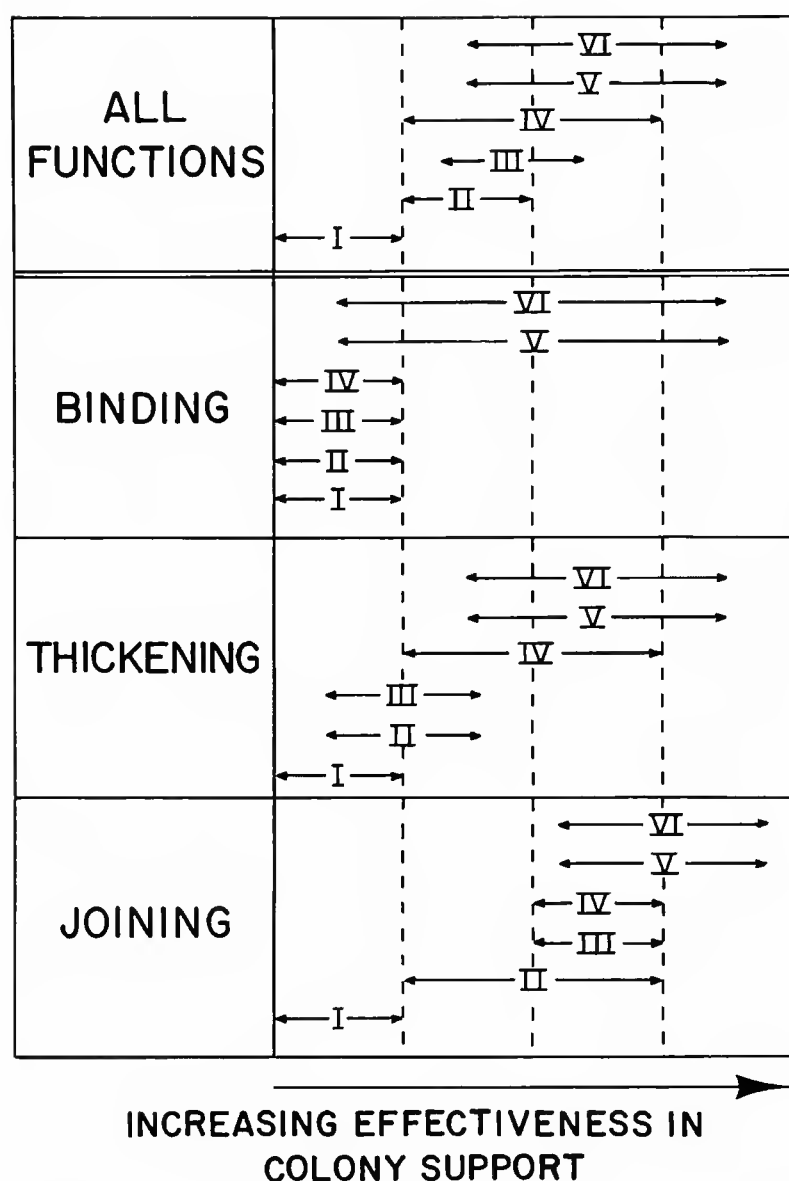 ALL
FUNCTIONS
VI
V
IV
III
II
I
BINDING
VI
V
IV
III
II
I
THICKENING
VI
V
IV
III
II
I
JOINING
VI
V
IV
III
II
I
INCREASING EFFECTIVENESS IN
COLONY SUPPORT